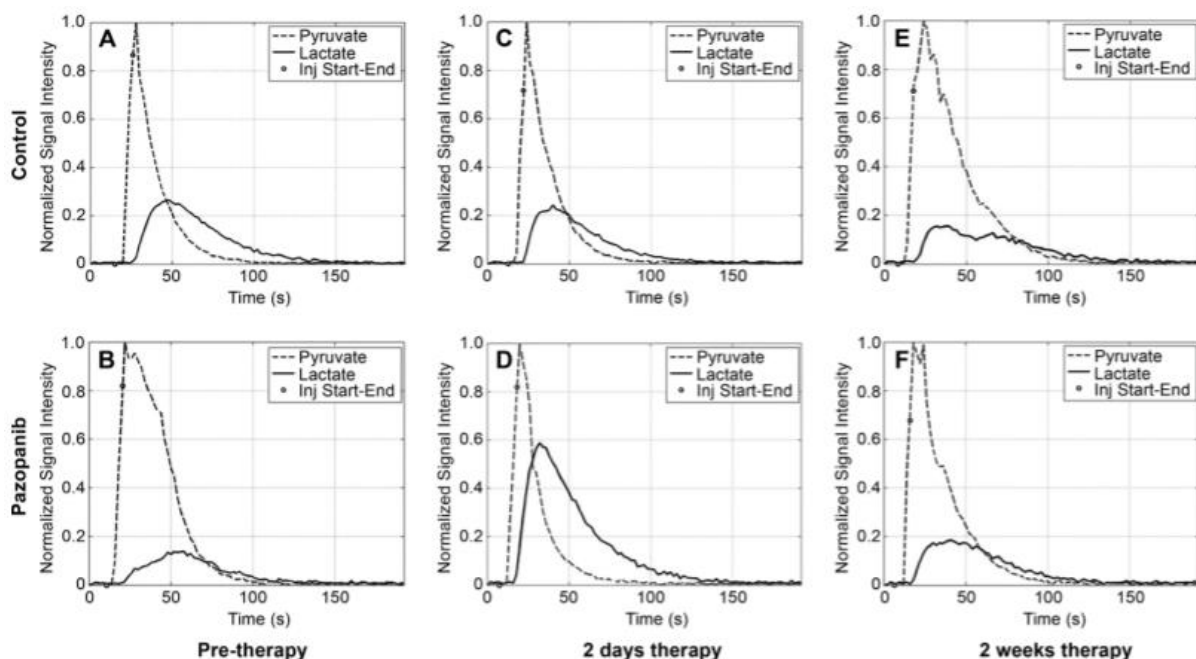 Control
A
Normalized Signal Intensity
1.0
0.8
0.6
0.4
0.2
0
0 50 100 150
Time (s)
Pyruvate
Lactate
Inj Start-End
C
Normalized Signal Intensity
1.0
0.8
0.6
0.4
0.2
0
0 50 100 150
Time (s)
Pyruvate
Lactate
Inj Start-End
E
Normalized Signal Intensity
1.0
0.8
0.6
0.4
0.2
0
0 50 100 150
Time (s)
Pyruvate
Lactate
Inj Start-End
Pazopanib
B
Normalized Signal Intensity
1.0
0.8
0.6
0.4
0.2
0
0 50 100 150
Time (s)
Pyruvate
Lactate
Inj Start-End
D
Normalized Signal Intensity
1.0
0.8
0.6
0.4
0.2
0
0 50 100 150
Time (s)
Pyruvate
Lactate
Inj Start-End
F
Normalized Signal Intensity
1.0
0.8
0.6
0.4
0.2
0
0 50 100 150
Time (s)
Pyruvate
Lactate
Inj Start-End
Pre-therapy
2 days therapy
2 weeks therapy